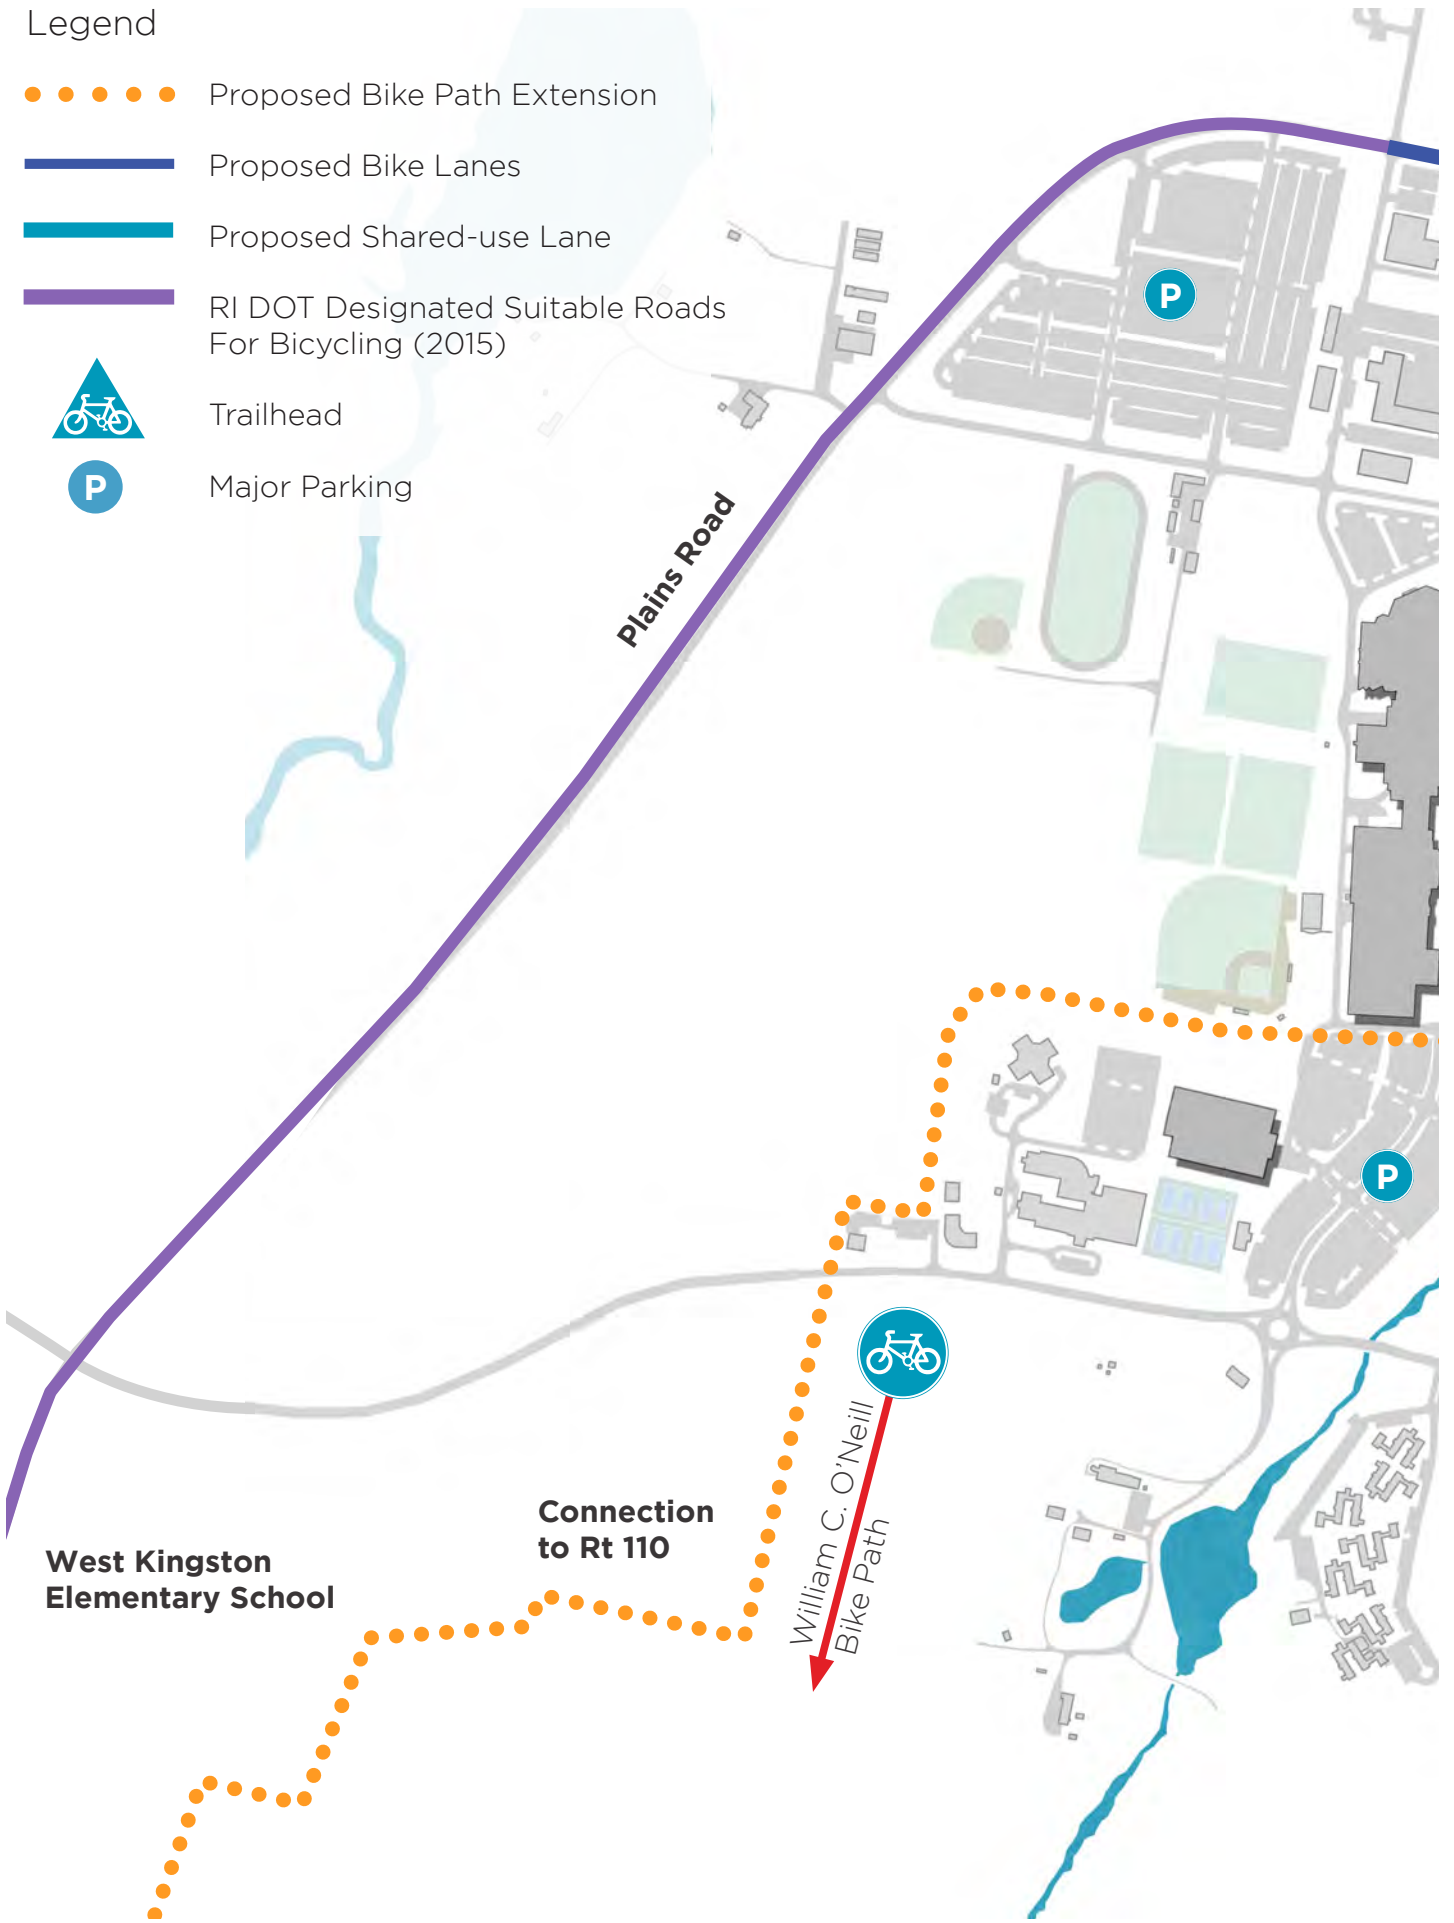 Legend
Proposed Bike Path Extension
Proposed Bike Lanes
Proposed Shared-use Lane
RI DOT Designated Suitable Roads
For Bicycling (2015)
Trailhead
P
Major Parking
P
Plains Road
P
William C. O'Neill
Bike Path
Connection
to Rt 110
West Kingston
Elementary School